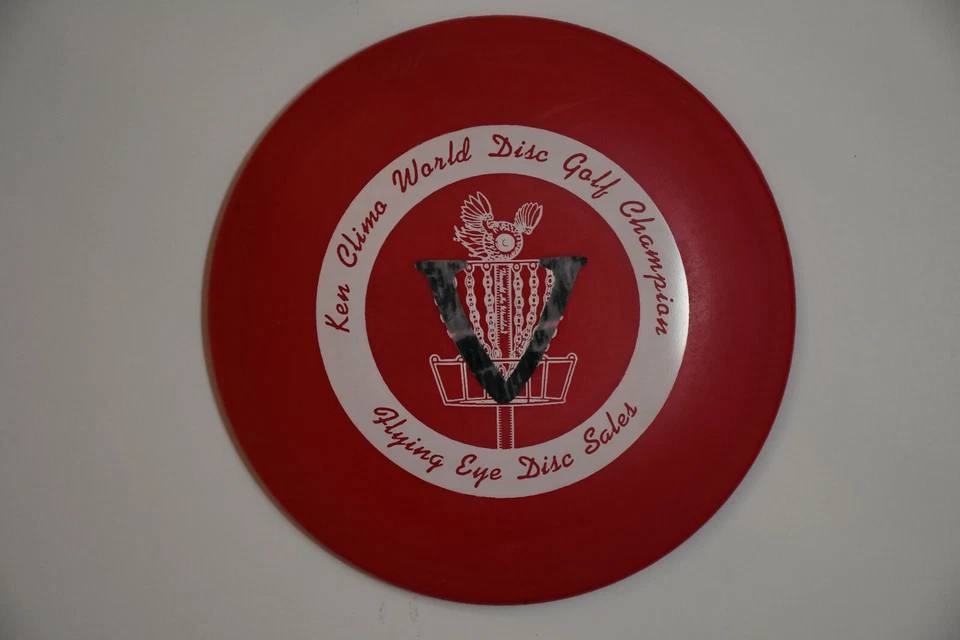 Ken Climo World Disc Golf Champion
V
Flying Eye Disc Sales